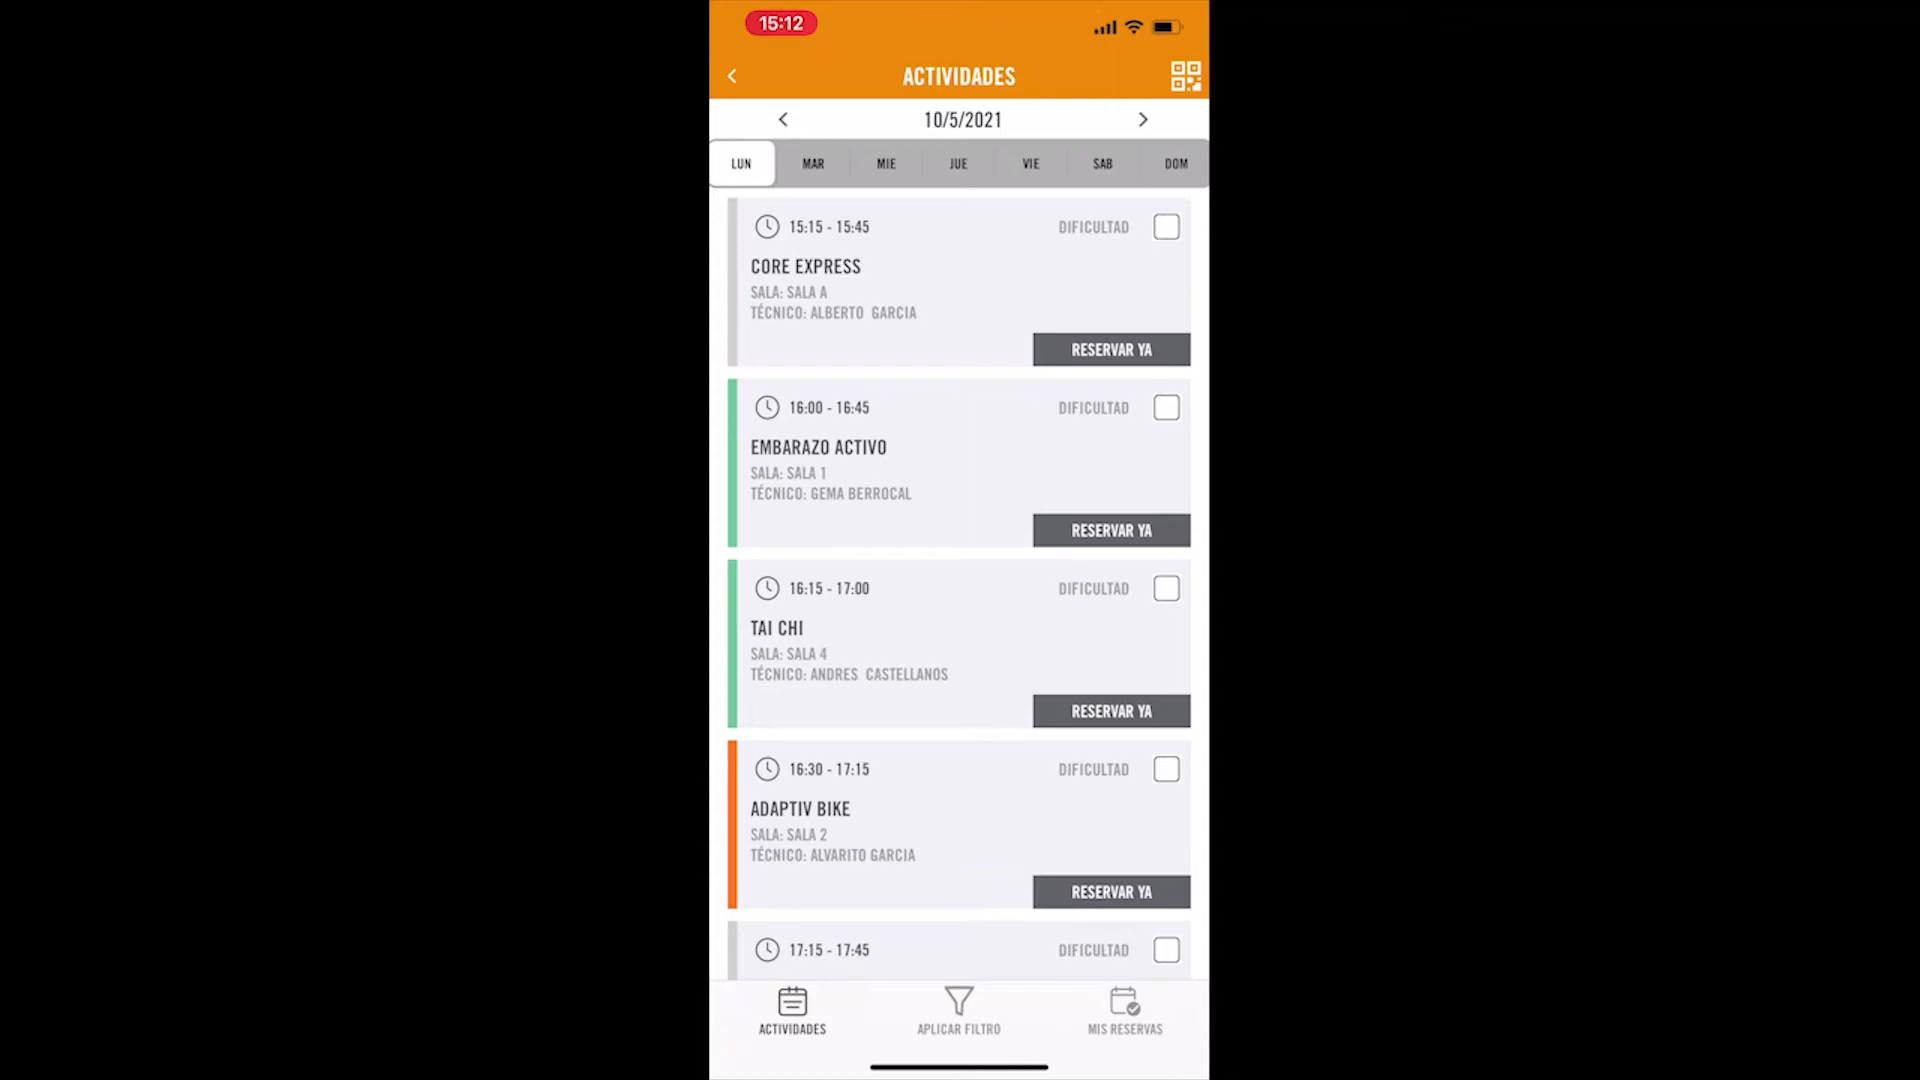 15:12
ACTIVIDADES
10/5/2021
LUN MAR MIE JUE VIE SAB DOM
15:15 - 15:45 DIFICULTAD
CORE EXPRESS
SALA: SALA A
TÉCNICO: ALBERTO GARCIA
RESERVAR YA
16:00 - 16:45 DIFICULTAD
EMBARAZO ACTIVO
SALA: SALA 1
TÉCNICO: GEMA BERROCAL
RESERVAR YA
16:15 - 17:00 DIFICULTAD
TAI CHI
SALA: SALA 4
TÉCNICO: ANDRES CASTELLANOS
RESERVAR YA
16:30 - 17:15 DIFICULTAD
ADAPTIV BIKE
SALA: SALA 2
TÉCNICO: ALVARITO GARCIA
RESERVAR YA
17:15 - 17:45 DIFICULTAD
ACTIVIDADES APLICAR FILTRO MIS RESERVAS